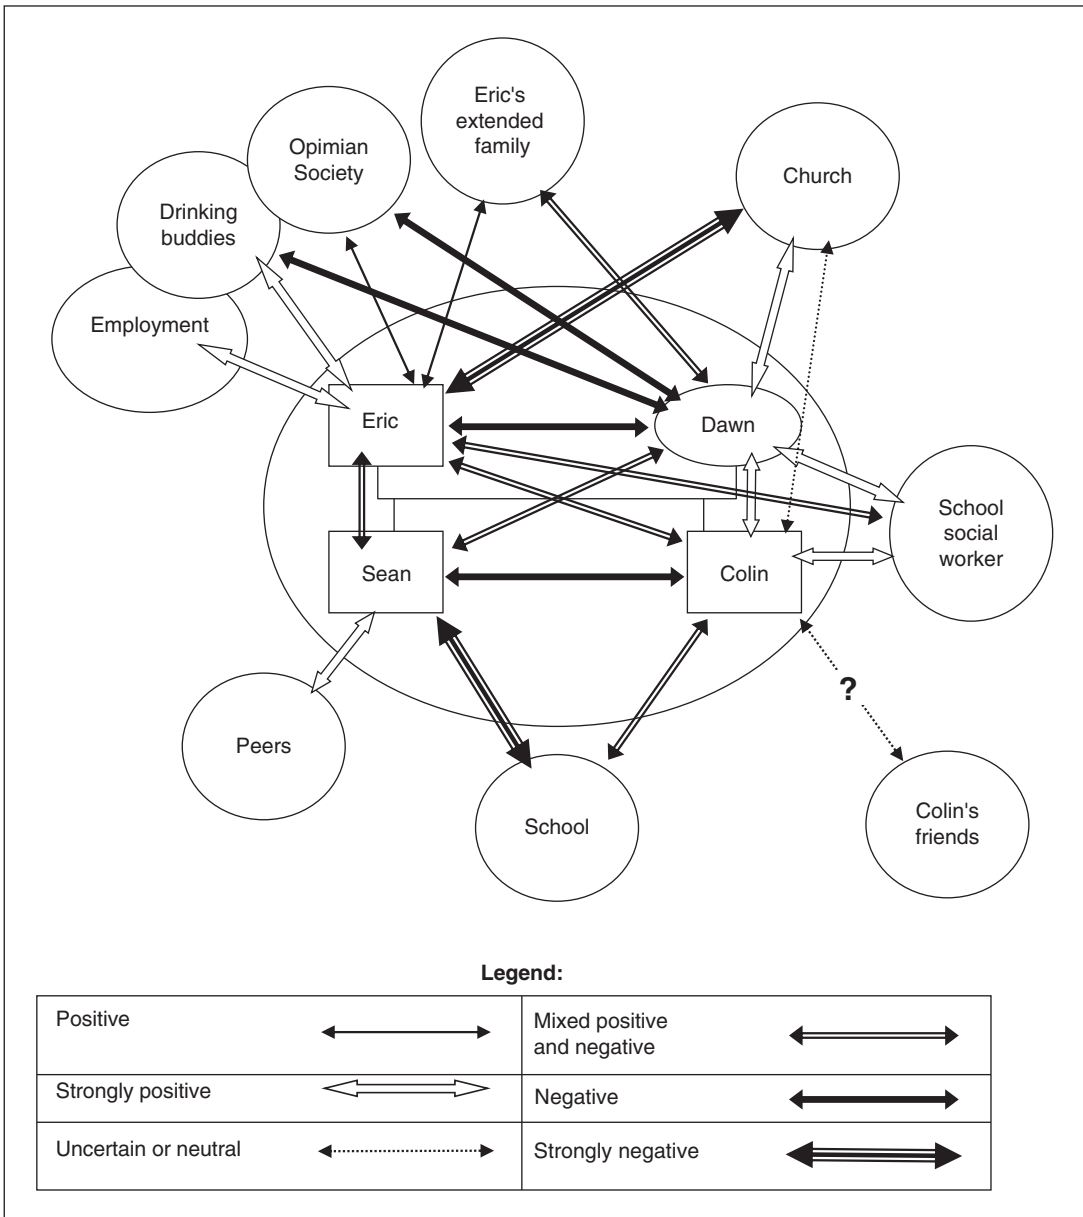 Eric's
extended
family
Opimian
Society
Church
Drinking
buddies
Employment
Eric
Dawn
School
social
worker
Sean
Colin
?
Peers
School
Colin's
friends
Legend:
Positive
Mixed positive
and negative
Strongly positive
Negative
Uncertain or neutral
Strongly negative